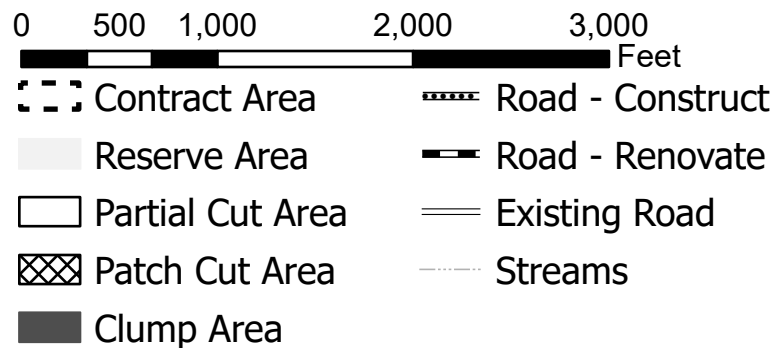 0 500 1,000 2,000 3,000
Feet
Contract Area
Reserve Area
Partial Cut Area
Patch Cut Area
Clump Area
Road - Construct
Road - Renovate
Existing Road
Streams